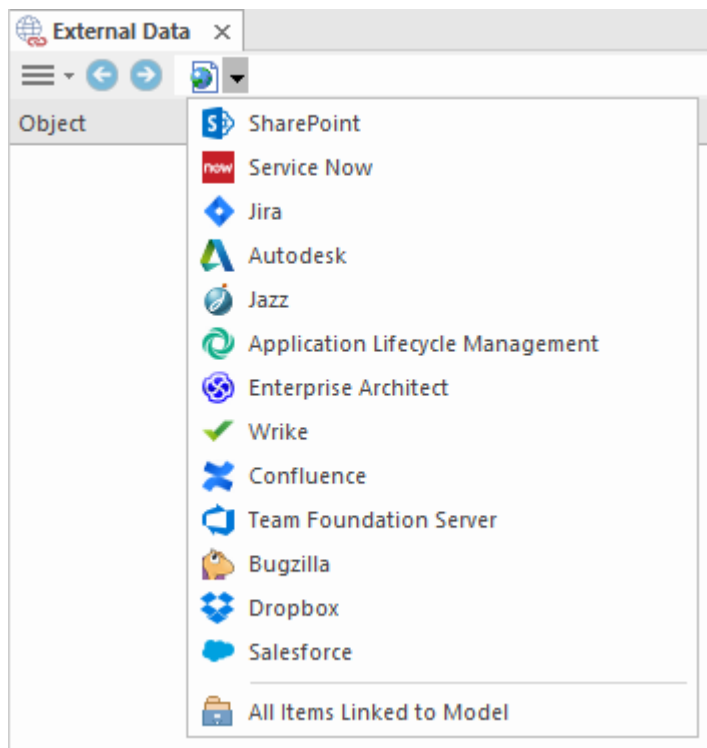 External Data
Object
SharePoint
now Service Now
Jira
Autodesk
Jazz
Application Lifecycle Management
Enterprise Architect
Wrike
Confluence
Team Foundation Server
Bugzilla
Dropbox
Salesforce
All Items Linked to Model